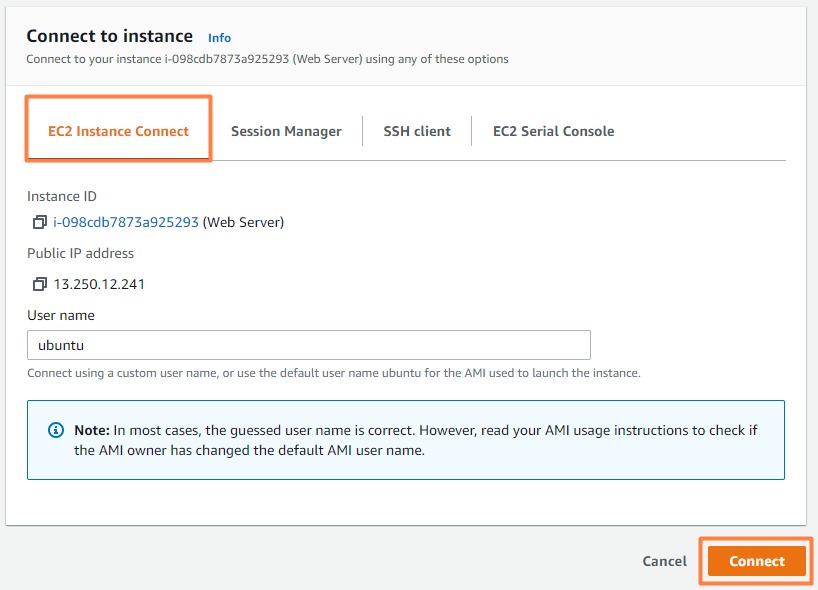 Connect to instance Info
Connect to your instance i-098cdb7873a925293 (Web Server) using any of these options
EC2 Instance Connect Session Manager SSH client EC2 Serial Console
Instance ID
i-098cdb7873a925293 (Web Server)
Public IP address
13.250.12.241
User name
ubuntu
Connect using a custom user name, or use the default user name ubuntu for the AMI used to launch the instance.
Note: In most cases, the guessed user name is correct. However, read your AMI usage instructions to check if
the AMI owner has changed the default AMI user name.
Cancel Connect